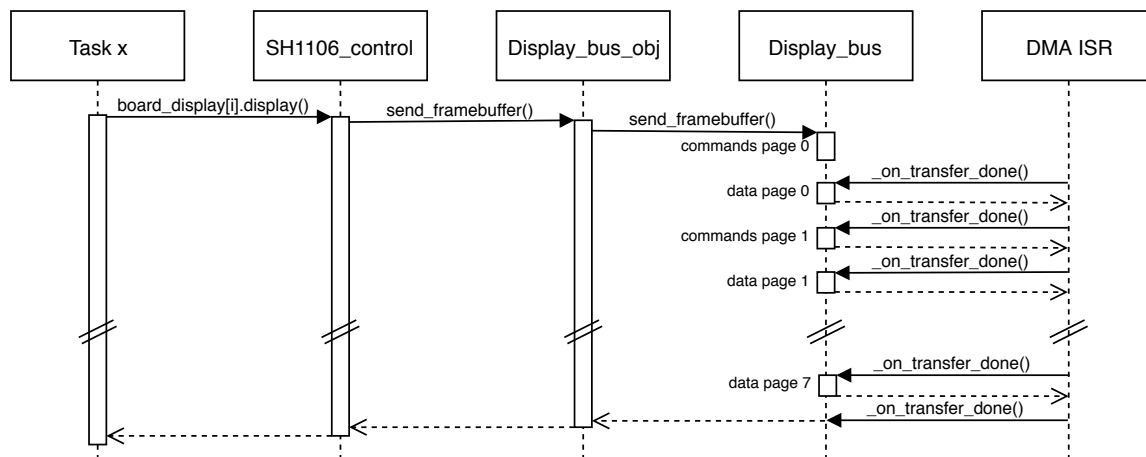 Task x
SH1106_control
Display_bus_obj
Display_bus
DMA ISR
board_display[i].display()
send_framebuffer()
send_framebuffer()
commands page 0
_on_transfer_done()
data page 0
_on_transfer_done()
commands page 1
_on_transfer_done()
data page 1
_on_transfer_done()
data page 7
_on_transfer_done()